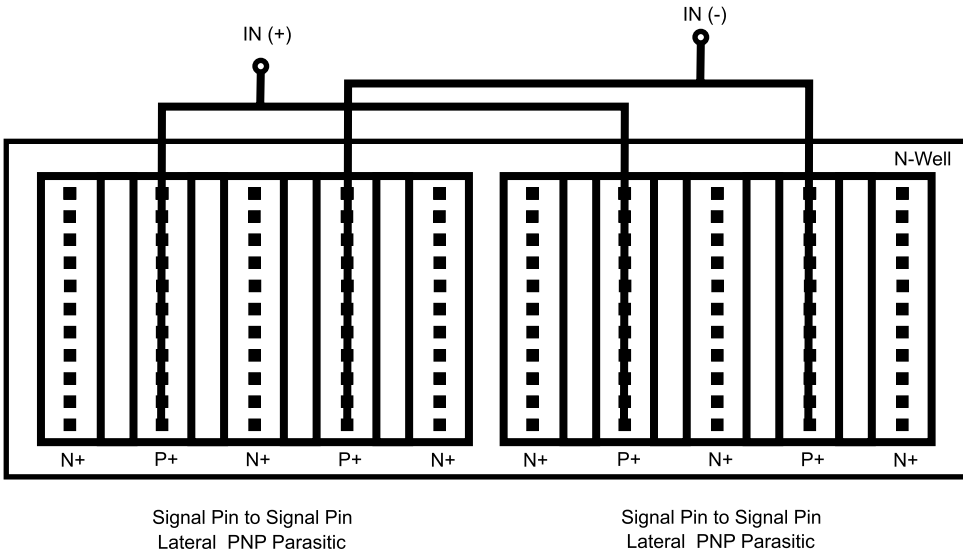 IN (+)
IN (-)
N-Well
N+ P+ N+ P+ N+ N+ P+ N+ P+ N+
Signal Pin to Signal Pin
Lateral PNP Parasitic
Signal Pin to Signal Pin
Lateral PNP Parasitic